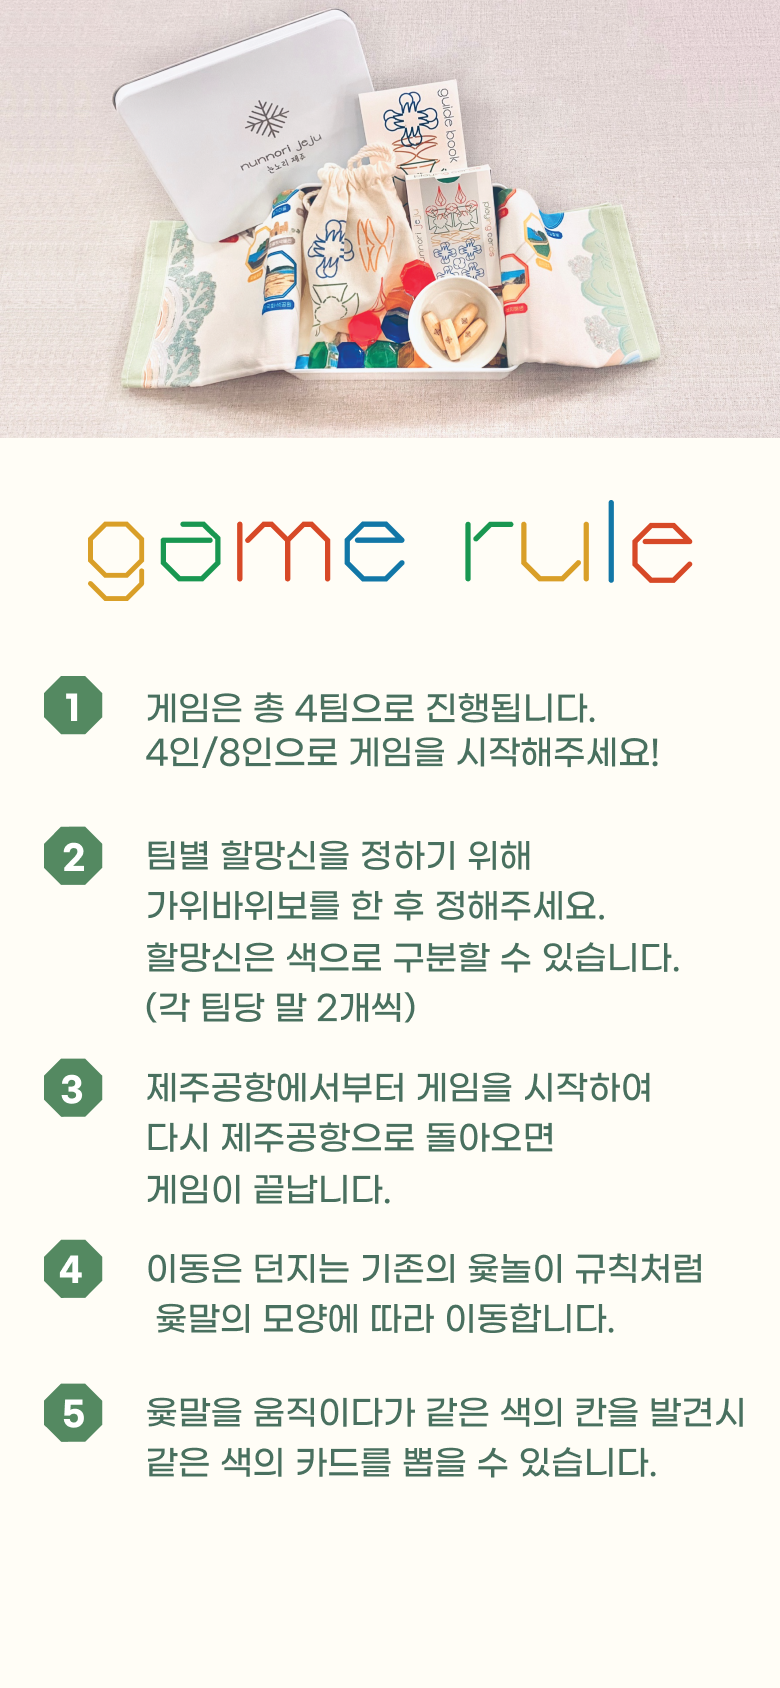 nunnori jeju
눈노리 제주
guide book
playing cards
game rule
1
게임은 총 4팀으로 진행됩니다.
4인/8인으로 게임을 시작해주세요!
2
팀별 할망신을 정하기 위해
가위바위보를 한 후 정해주세요.
할망신은 색으로 구분할 수 있습니다.
(각 팀당 말 2개씩)
3
제주공항에서부터 게임을 시작하여
다시 제주공항으로 돌아오면
게임이 끝납니다.
4
이동은 던지는 기존의 윷놀이 규칙처럼
윷말의 모양에 따라 이동합니다.
5
윷말을 움직이다가 같은 색의 칸을 발견시
같은 색의 카드를 뽑을 수 있습니다.